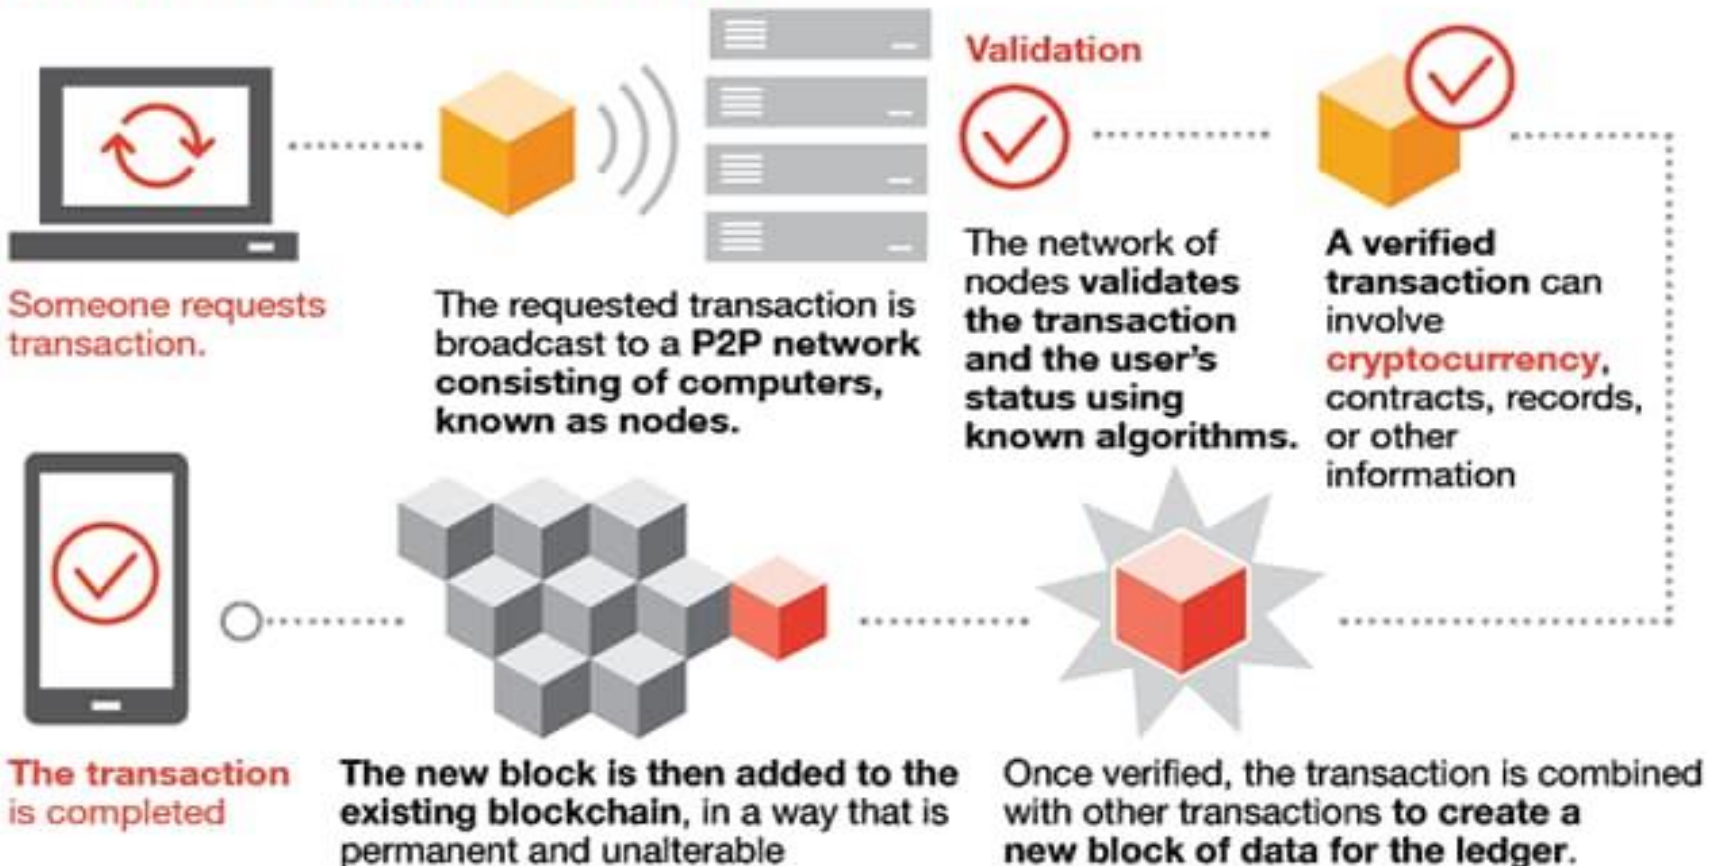 Someone requests
transaction.
The requested transaction is
broadcast to a P2P network
consisting of computers,
known as nodes.
Validation
The network of
nodes validates
the transaction
and the user's
status using
known algorithms.
A verified
transaction can
involve
cryptocurrency,
contracts, records,
or other
information
Once verified, the transaction is combined
with other transactions to create a
new block of data for the ledger.
The new block is then added to the
existing blockchain, in a way that is
permanent and unalterable
The transaction
is completed